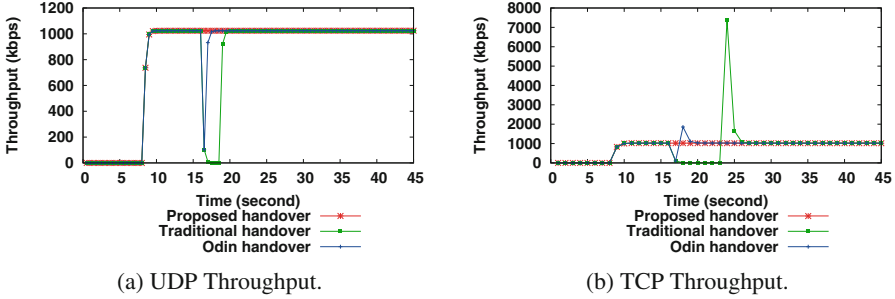 Throughput (kbps)
1200
1000
800
600
400
200
0
0 5 10 15 20 25 30 35 40 45
Time (second)
Proposed handover
Traditional handover
Odin handover
(a) UDP Throughput.
Throughput (kbps)
8000
7000
6000
5000
4000
3000
2000
1000
0
0 5 10 15 20 25 30 35 40 45
Time (second)
Proposed handover
Traditional handover
Odin handover
(b) TCP Throughput.